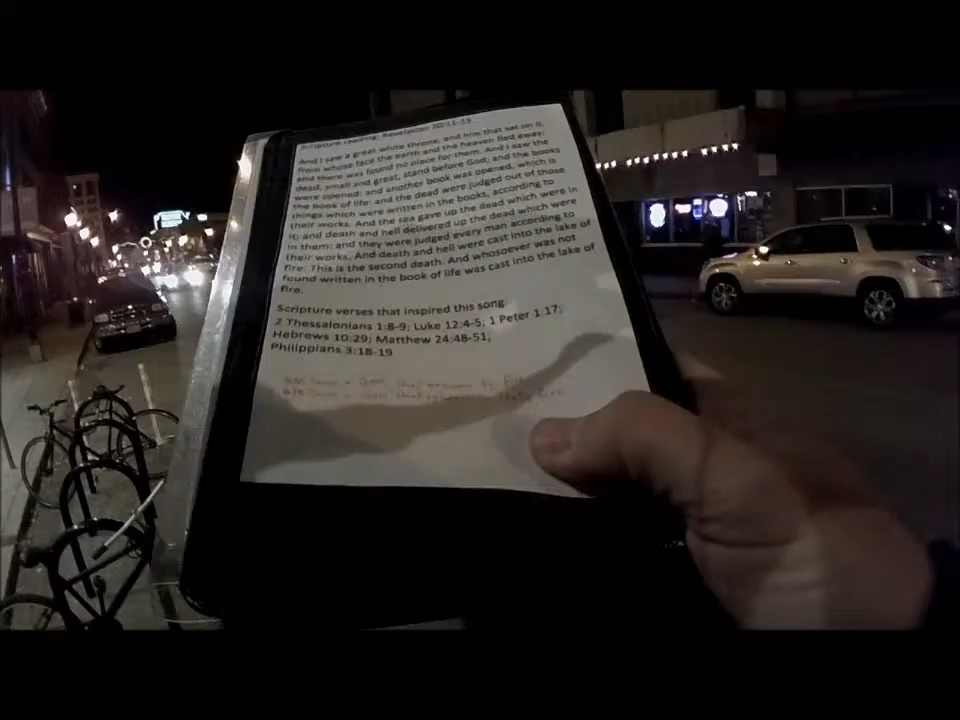 Scripture reading: Revelation 20:11-15
And I saw a great white throne, and him that sat on it,
from whose face the earth and the heaven fled away;
and there was found no place for them. And I saw the
dead, small and great, stand before God; and the books
were opened: and another book was opened, which is
the book of life: and the dead were judged out of those
things which were written in the books, according to
their works. And the sea gave up the dead which were in
it; and death and hell delivered up the dead which were
in them: and they were judged every man according to
their works. And death and hell were cast into the lake of
fire. This is the second death. And whosoever was not
found written in the book of life was cast into the lake of
fire.
Scripture verses that inspired this song:
2 Thessalonians 1:8-9; Luke 12:4-5; 1 Peter 1:17;
Hebrews 10:29; Matthew 24:48-51;
Philippians 3:18-19